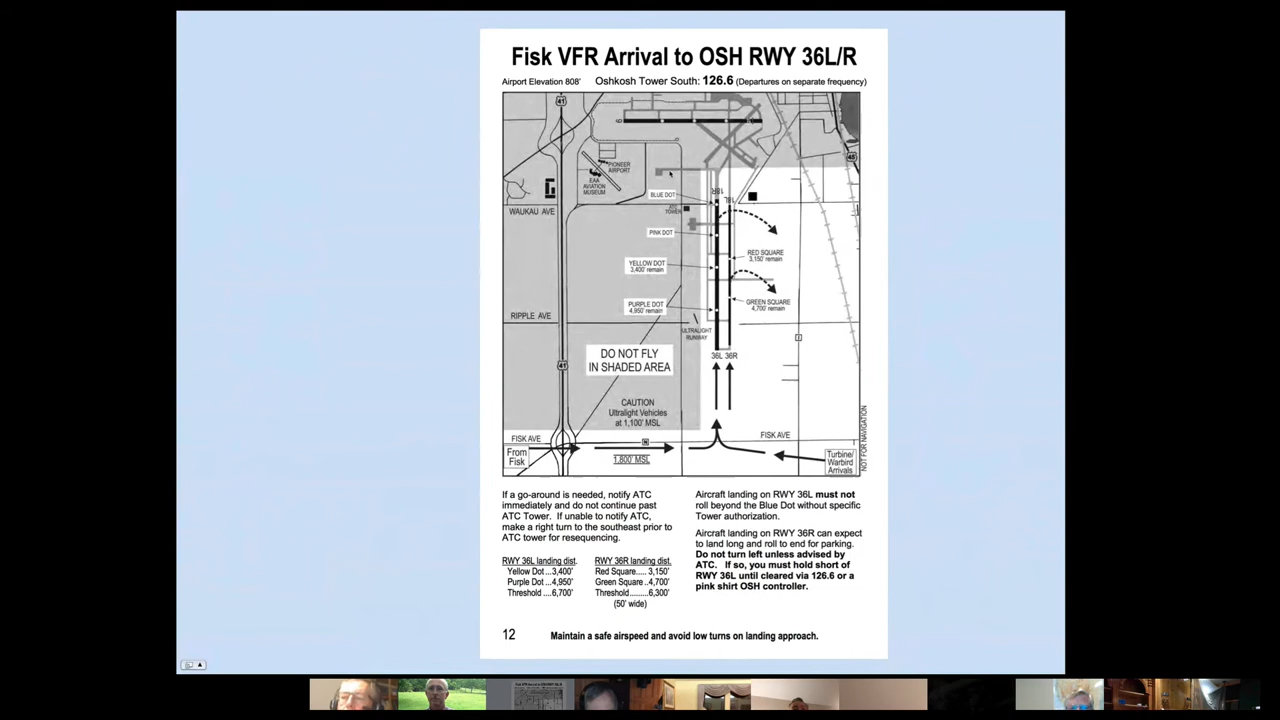 Fisk VFR Arrival to OSH RWY 36L/R
Airport Elevation 808' Oshkosh Tower South: 126.6 (Departures on separate frequency)
41
45
PIONEER
AIRPORT
EAA
AVIATION
MUSEUM
BLUE DOT
18R
18L
WAUKAU AVE
ATC
TOWER
PINK DOT
RED SQUARE
3,150' remain
YELLOW DOT
3,400' remain
GREEN SQUARE
4,700' remain
PURPLE DOT
4,950' remain
RIPPLE AVE
ULTRALIGHT
RUNWAY
36L 36R
DO NOT FLY
IN SHADED AREA
41
CAUTION
Ultralight Vehicles
at 1,100' MSL
FISK AVE
N
FISK AVE
From
Fisk
1,800' MSL
Turbine/
Warbird
Arrivals
NOT FOR NAVIGATION
If a go-around is needed, notify ATC
immediately and do not continue past
ATC Tower. If unable to notify ATC,
make a right turn to the southeast prior to
ATC tower for resequencing.
RWY 36L landing dist. RWY 36R landing dist.
Yellow Dot ...3,400' Red Square..... 3,150'
Purple Dot ...4,950' Green Square ..4,700'
Threshold ....6,700' Threshold.........6,300'
(50' wide)
Aircraft landing on RWY 36L must not
roll beyond the Blue Dot without specific
Tower authorization.
Aircraft landing on RWY 36R can expect
to land long and roll to end for parking.
Do not turn left unless advised by
ATC. If so, you must hold short of
RWY 36L until cleared via 126.6 or a
pink shirt OSH controller.
12 Maintain a safe airspeed and avoid low turns on landing approach.